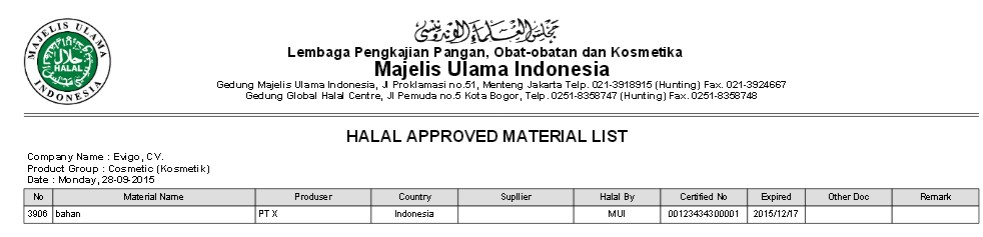 MAJELIS ULAMA
حلال
HALAL
INDONESIA
Lembaga Pengkajian Pangan, Obat-obatan dan Kosmetika
Majelis Ulama Indonesia
Gedung Majelis Ulama Indonesia, Jl Proklamasi no.51, Menteng Jakarta Telp. 021-3918915 (Hunting) Fax. 021-3924667
Gedung Global Halal Centre, Jl Pemuda no.5 Kota Bogor, Telp. 0251-8358747 (Hunting) Fax. 0251-8358748
HALAL APPROVED MATERIAL LIST
Company Name : Evigo, CV.
Product Group : Cosmetic (Kosmetik)
Date : Monday, 28-09-2015
No Material Name Produser Country Supllier Halal By Certified No Expired Other Doc Remark
3906 bahan PT X Indonesia MUI 00123434300001 2015/12/17